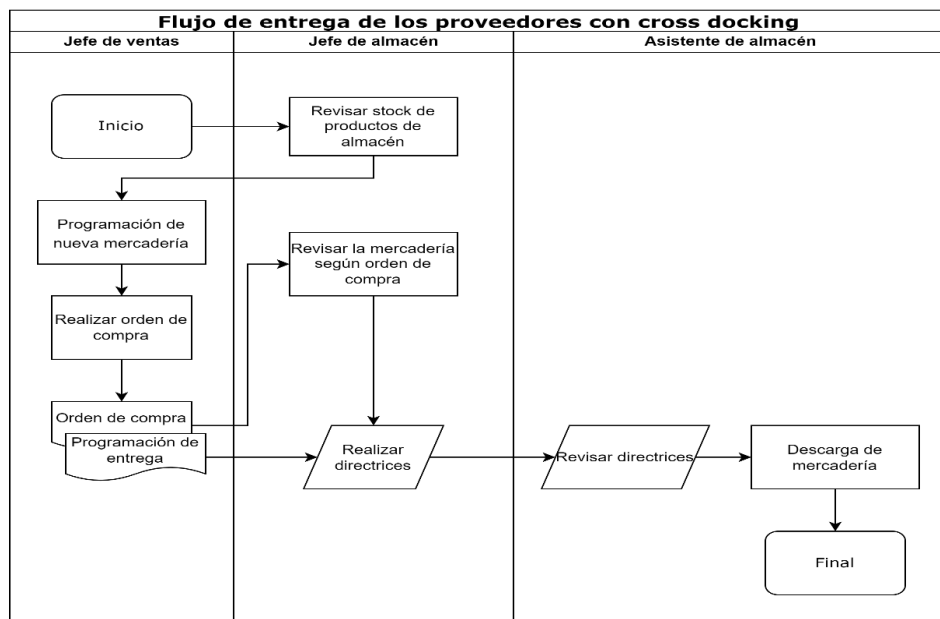 Flujo de entrega de los proveedores con cross docking
Jefe de ventas
Jefe de almacén
Asistente de almacén
Inicio
Revisar stock de
productos de
almacén
Programación de
nueva mercadería
Revisar la mercadería
según orden de
compra
Realizar orden de
compra
Orden de compra
Programación de
entrega
Realizar
directrices
Revisar directrices
Descarga de
mercadería
Final